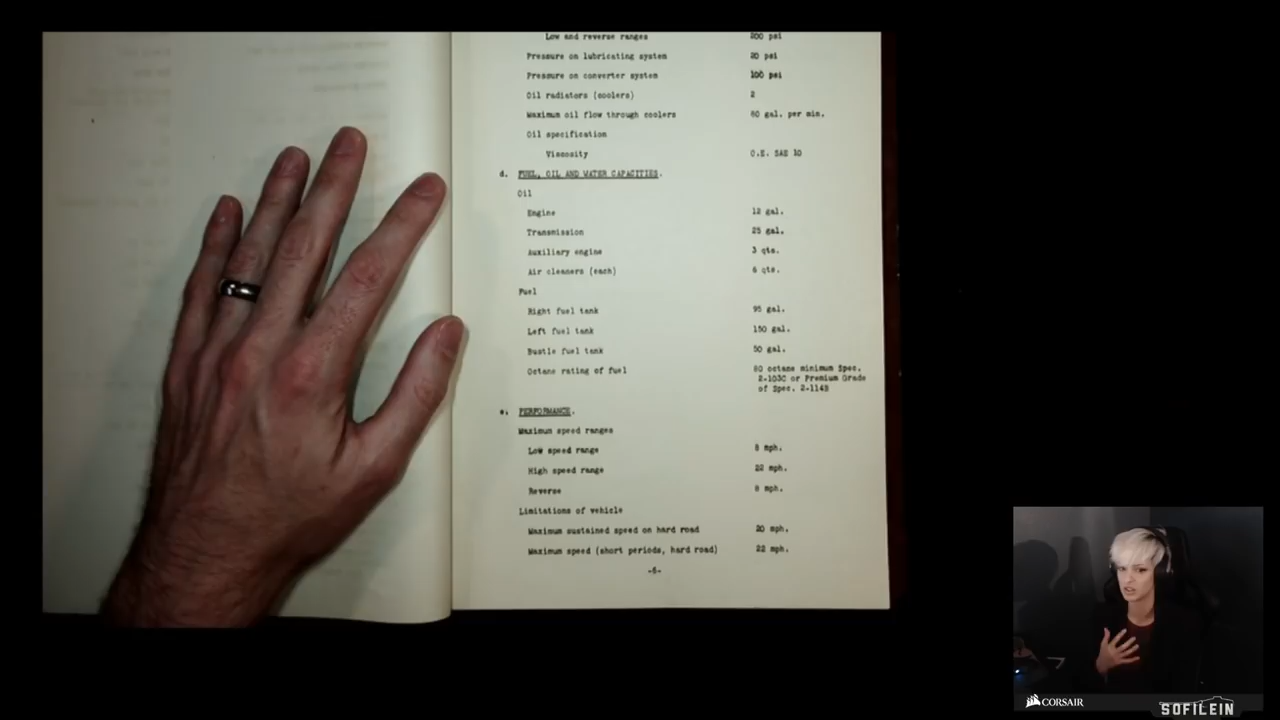 Low and reverse ranges 200 psi
Pressure on lubricating system 20 psi
Pressure on converter system 100 psi
Oil radiators (coolers) 2
Maximum oil flow through coolers 80 gal. per min.
Oil specification
Viscosity O.E. SAE 10
d. FUEL, OIL AND WATER CAPACITIES.
Oil
Engine 12 gal.
Transmission 25 gal.
Auxiliary engine 3 qts.
Air cleaners (each) 6 qts.
Fuel
Right fuel tank 95 gal.
Left fuel tank 150 gal.
Bustle fuel tank 50 gal.
Octane rating of fuel 80 octane minimum Spec.
2-103C or Premium Grade
of Spec. 2-114B
e. PERFORMANCE.
Maximum speed ranges
Low speed range 8 mph.
High speed range 22 mph.
Reverse mph.
Limitations of vehicle
Maximum sustained speed on hard road 20 mph.
Maximum speed (short periods, hard road) 22 mph.
-6-
CORSAIR
SOFILEIN